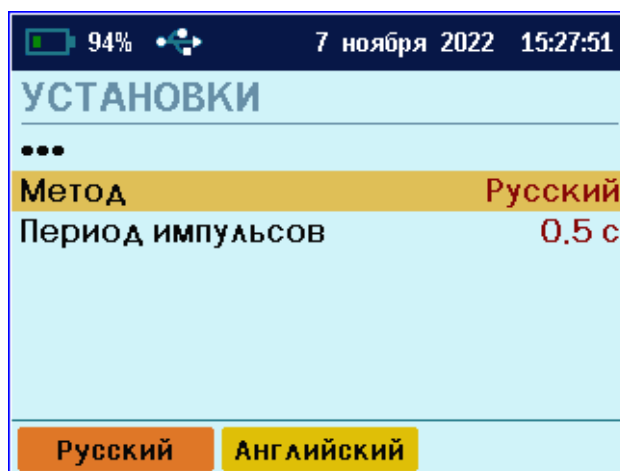 94% 7 ноября 2022 15:27:51
УСТАНОВКИ
•••
Метод Русский
Период импульсов 0.5 с
Русский Английский